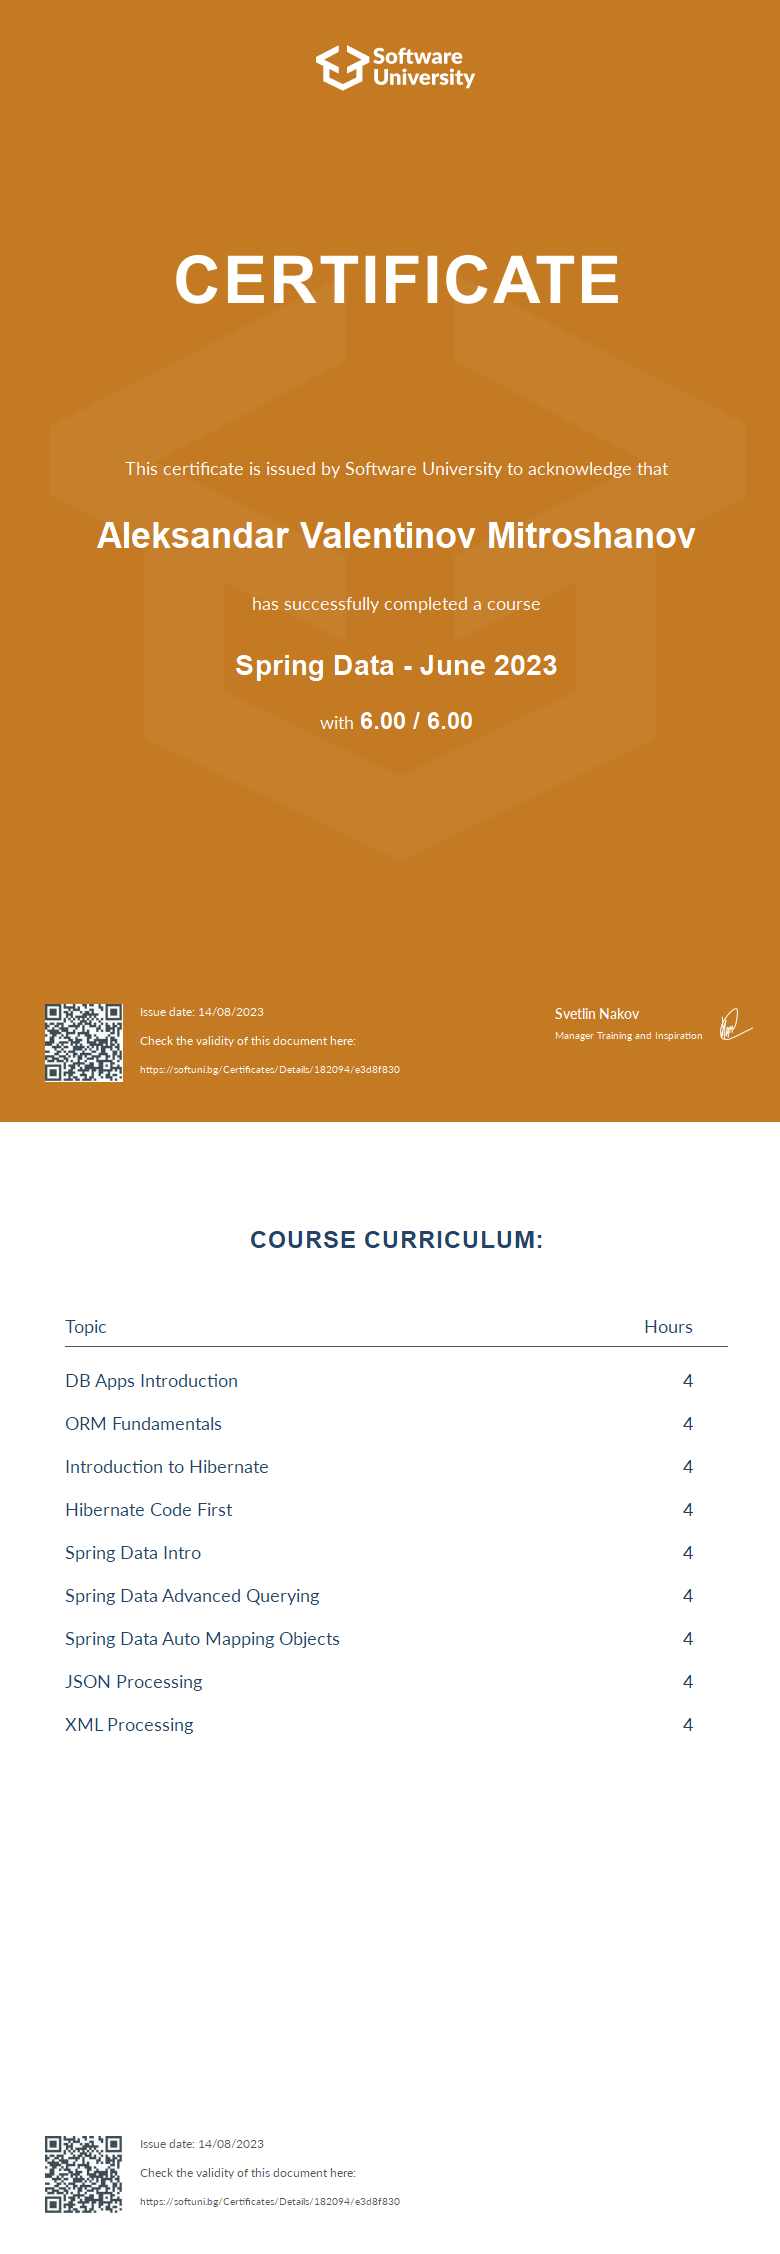 Software
University
CERTIFICATE
This certificate is issued by Software University to acknowledge that
Aleksandar Valentinov Mitroshanov
has successfully completed a course
Spring Data - June 2023
with 6.00 / 6.00
Issue date: 14/08/2023
Check the validity of this document here:
https://softuni.bg/Certificates/Details/182094/e3d8f830
Svetlin Nakov
Manager Training and Inspiration
COURSE CURRICULUM:
Topic Hours
DB Apps Introduction 4
ORM Fundamentals 4
Introduction to Hibernate 4
Hibernate Code First 4
Spring Data Intro 4
Spring Data Advanced Querying 4
Spring Data Auto Mapping Objects 4
JSON Processing 4
XML Processing 4
Issue date: 14/08/2023
Check the validity of this document here:
https://softuni.bg/Certificates/Details/182094/e3d8f830